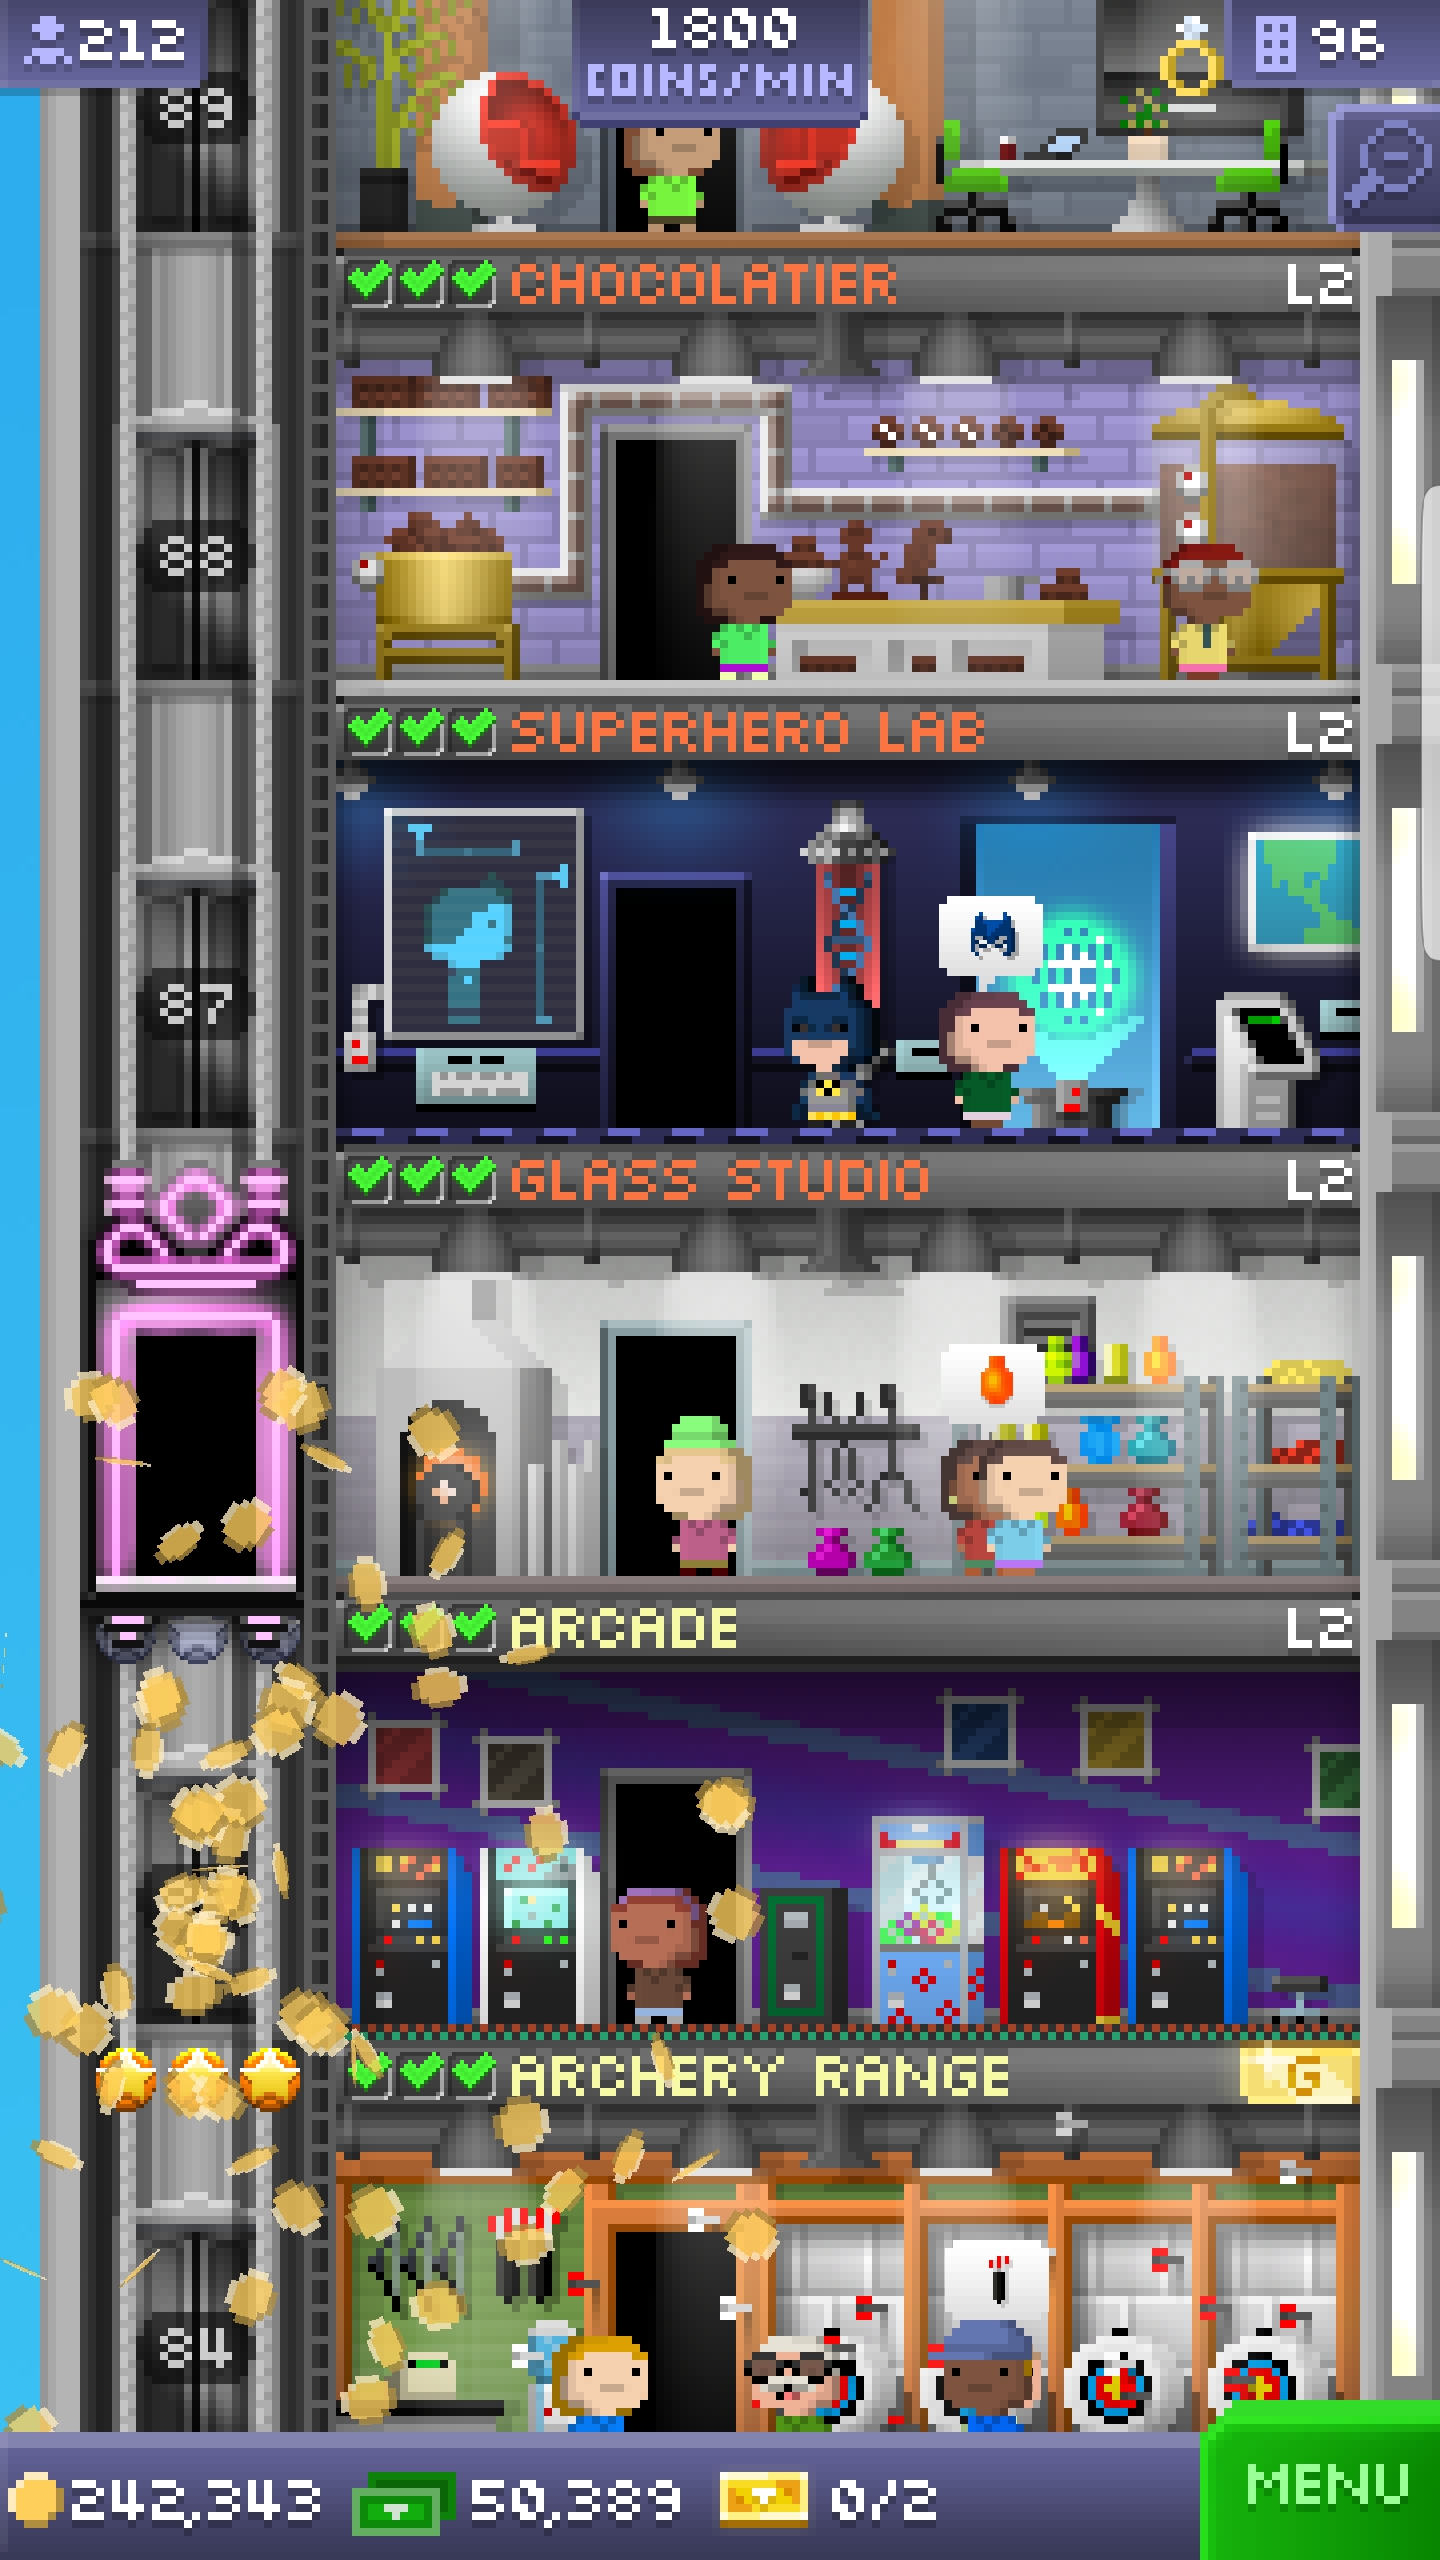 212
1800
COINS/MIN
96
89
CHOCOLATIER L2
88
SUPERHERO LAB L2
87
GLASS STUDIO L2
ARCADE L2
ARCHERY RANGE G
84
242,343 50,389 0/2
MENU